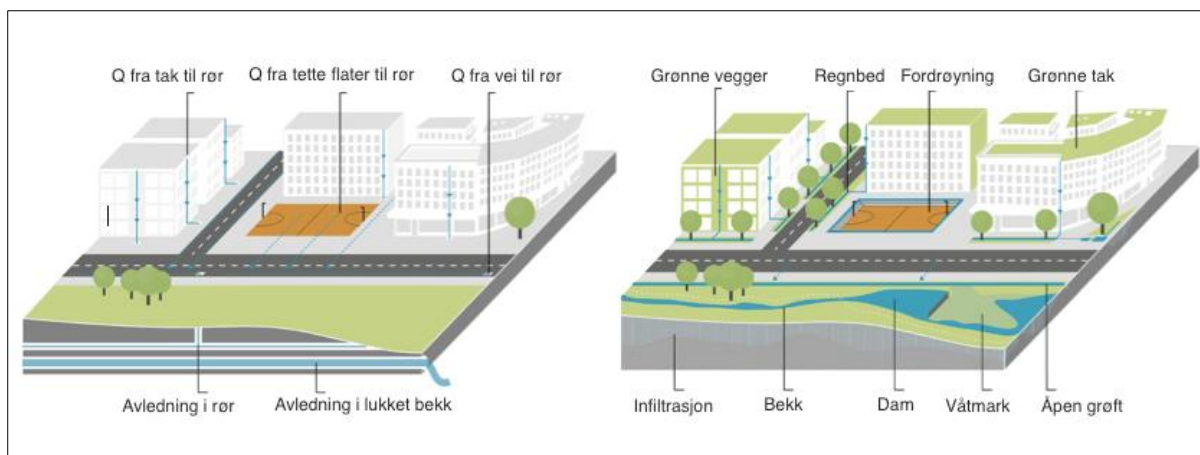 Q fra tak til rør
Q fra tette flater til rør
Q fra vei til rør
Avledning i rør
Avledning i lukket bekk
Grønne vegger
Regnbed
Fordrøyning
Grønne tak
Infiltrasjon
Bekk
Dam
Våtmark
Åpen grøft